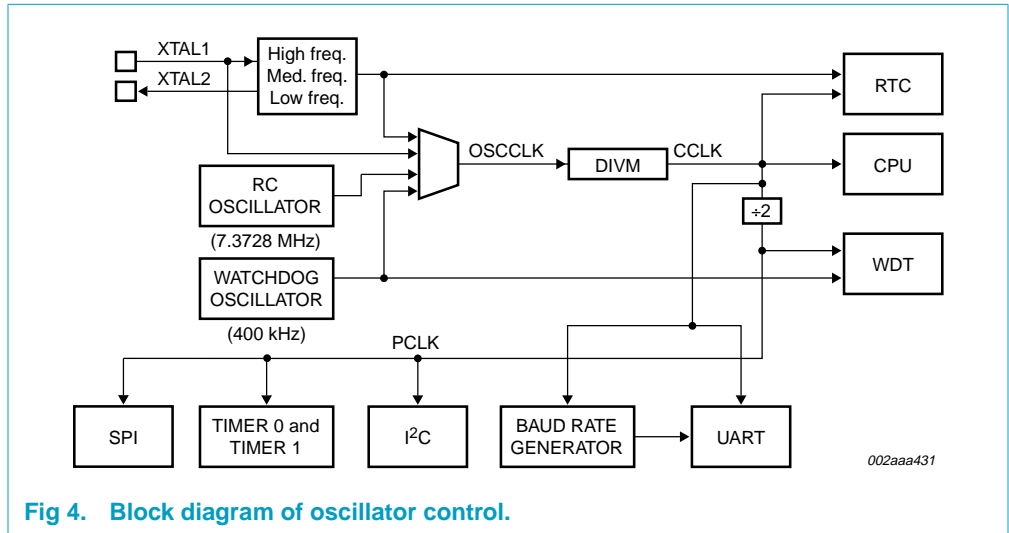 XTAL1
XTAL2
High freq.
Med. freq.
Low freq.
RTC
OSCCLK
DIVM
CCLK
CPU
RC
OSCILLATOR
(7.3728 MHz)
÷2
WDT
WATCHDOG
OSCILLATOR
(400 kHz)
PCLK
SPI
TIMER 0 and
TIMER 1
I²C
BAUD RATE
GENERATOR
UART
002aaa431
Fig 4. Block diagram of oscillator control.